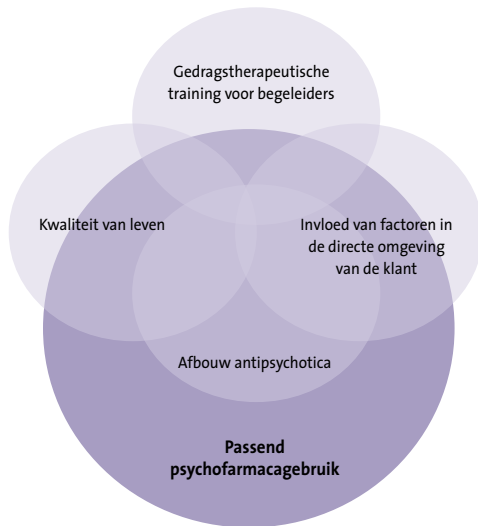 Gedragstherapeutische
training voor begeleiders
Kwaliteit van leven
Invloed van factoren in
de directe omgeving
van de klant
Afbouw antipsychotica
Passend
psychofarmacagebruik